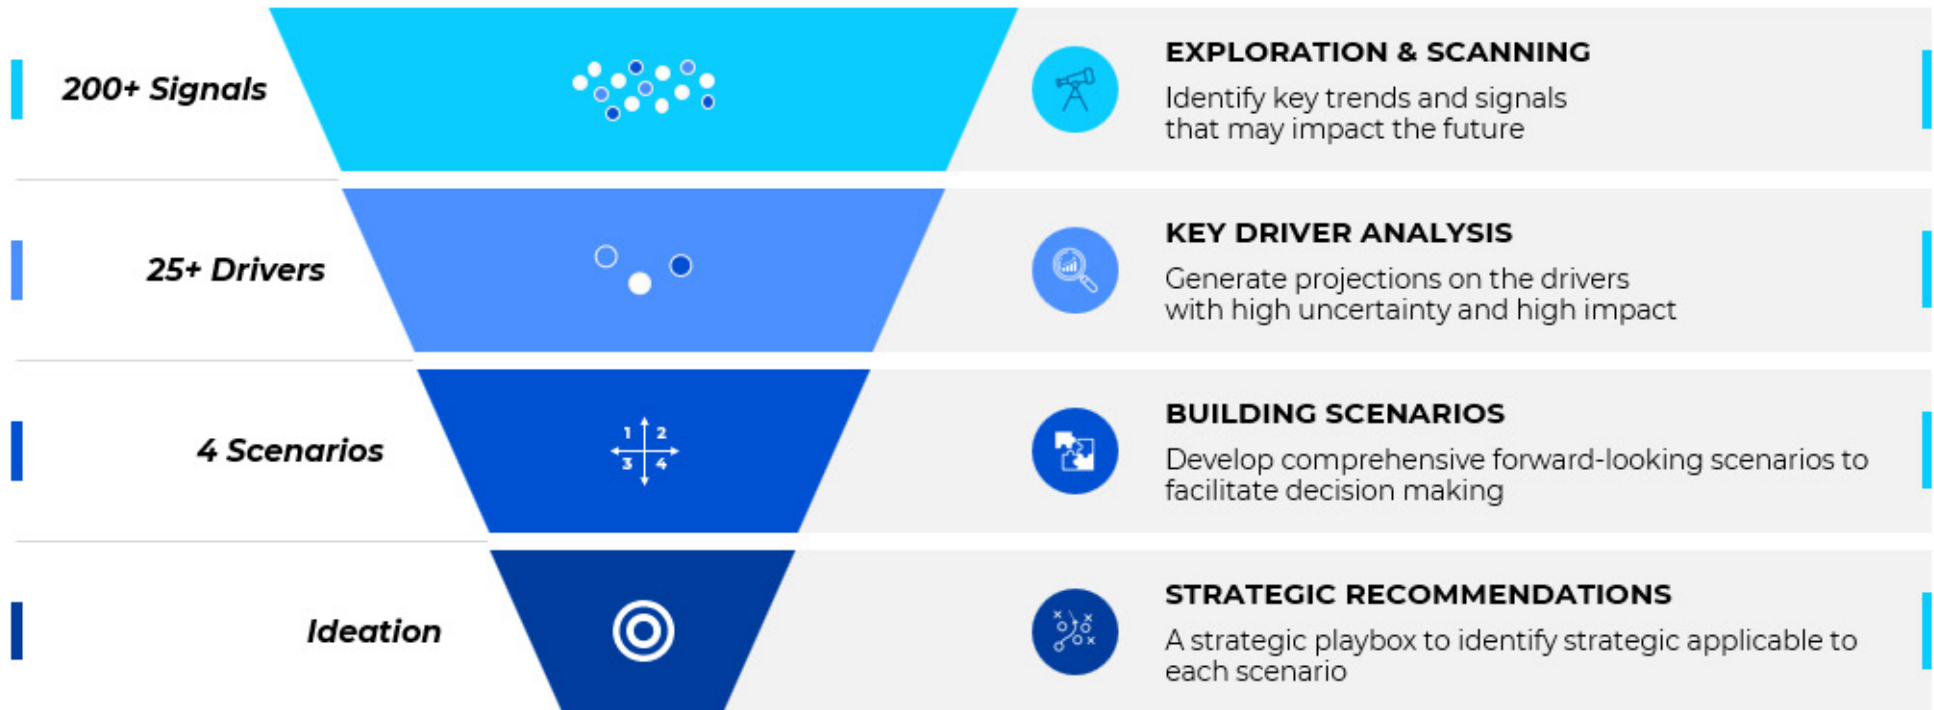 200+ Signals
EXPLORATION & SCANNING
Identify key trends and signals
that may impact the future
25+ Drivers
KEY DRIVER ANALYSIS
Generate projections on the drivers
with high uncertainty and high impact
4 Scenarios
1 2
3 4
BUILDING SCENARIOS
Develop comprehensive forward-looking scenarios to
facilitate decision making
Ideation
STRATEGIC RECOMMENDATIONS
A strategic playbox to identify strategic applicable to
each scenario